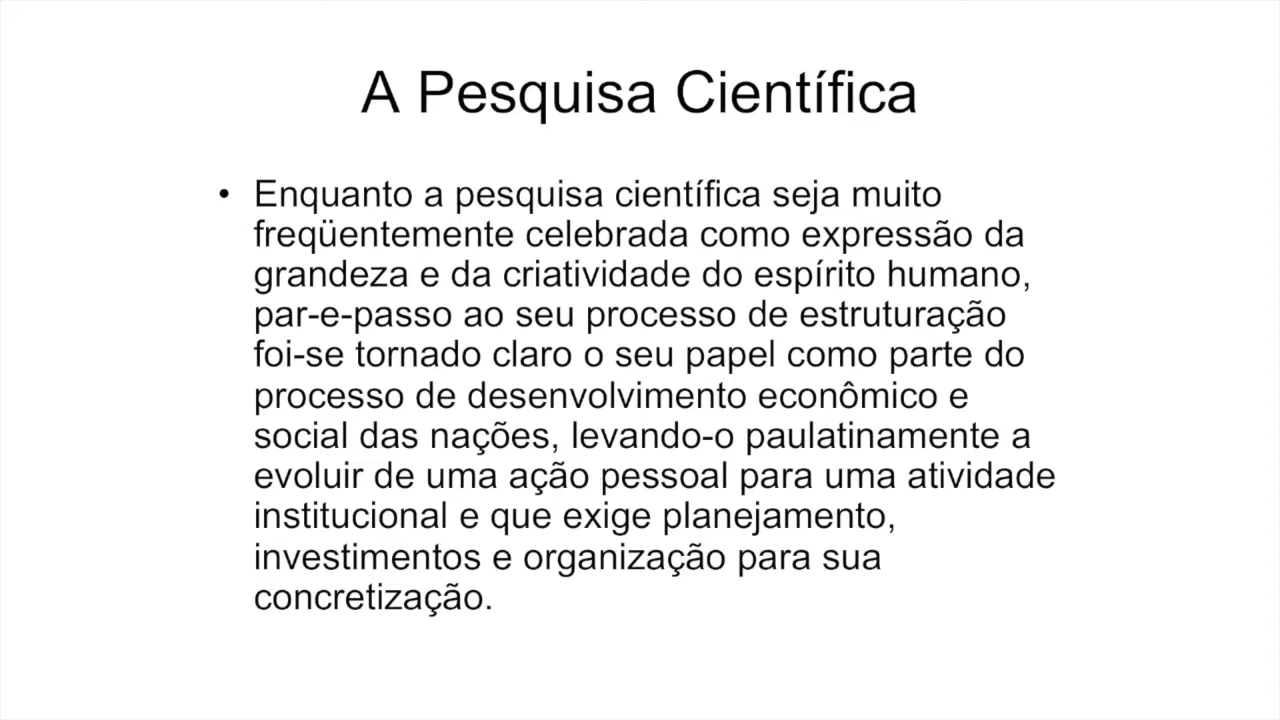 A Pesquisa Científica
• Enquanto a pesquisa científica seja muito
freqüentemente celebrada como expressão da
grandeza e da criatividade do espírito humano,
par-e-passo ao seu processo de estruturação
foi-se tornado claro o seu papel como parte do
processo de desenvolvimento econômico e
social das nações, levando-o paulatinamente a
evoluir de uma ação pessoal para uma atividade
institucional e que exige planejamento,
investimentos e organização para sua
concretização.